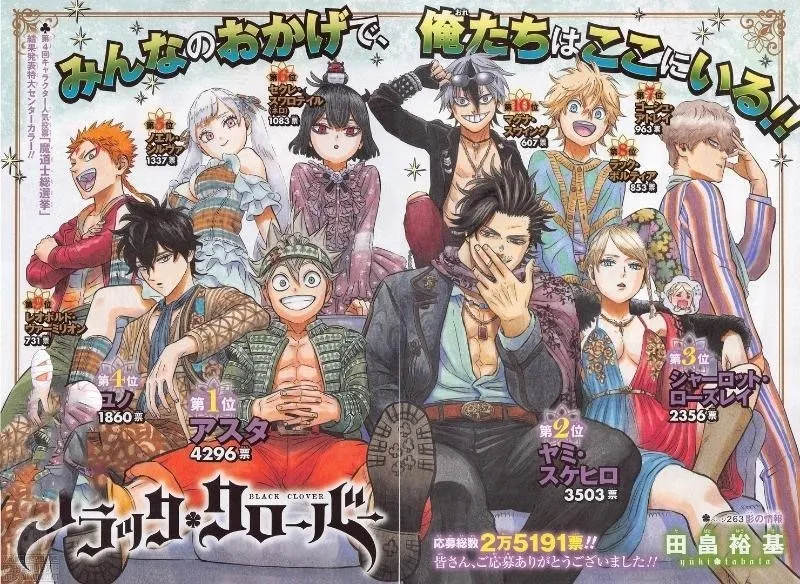 みんなのおかげで、俺たちはここにいる!!
おれ
♣第4回キャラクター人気投票「魔道士総選挙」
結果発表特大センターカラー!!
第5位
ノエル・
シルヴァ
1337票
第6位
セクレ・
スワロテイル
(ネロ)
1083票
第10位
マグナ・
スウィング
607票
第8位
ラック・
ボルティア
853票
第7位
ゴーシュ・
アドレイ
963票
第9位
レオポルド・
ヴァーミリオン
731票
第4位
ユノ
1860票
第1位
アスタ
4296票
第2位
ヤミ・
スケヒロ
3503票
第3位
シャーロット・
ローズレイ
2356票
BLACK CLOVER
ブラック♣クローバー
応募総数2万5191票!!
皆さん、ご応募ありがとうございました!!
263影の情報
田畠裕基
yūki♣tabata